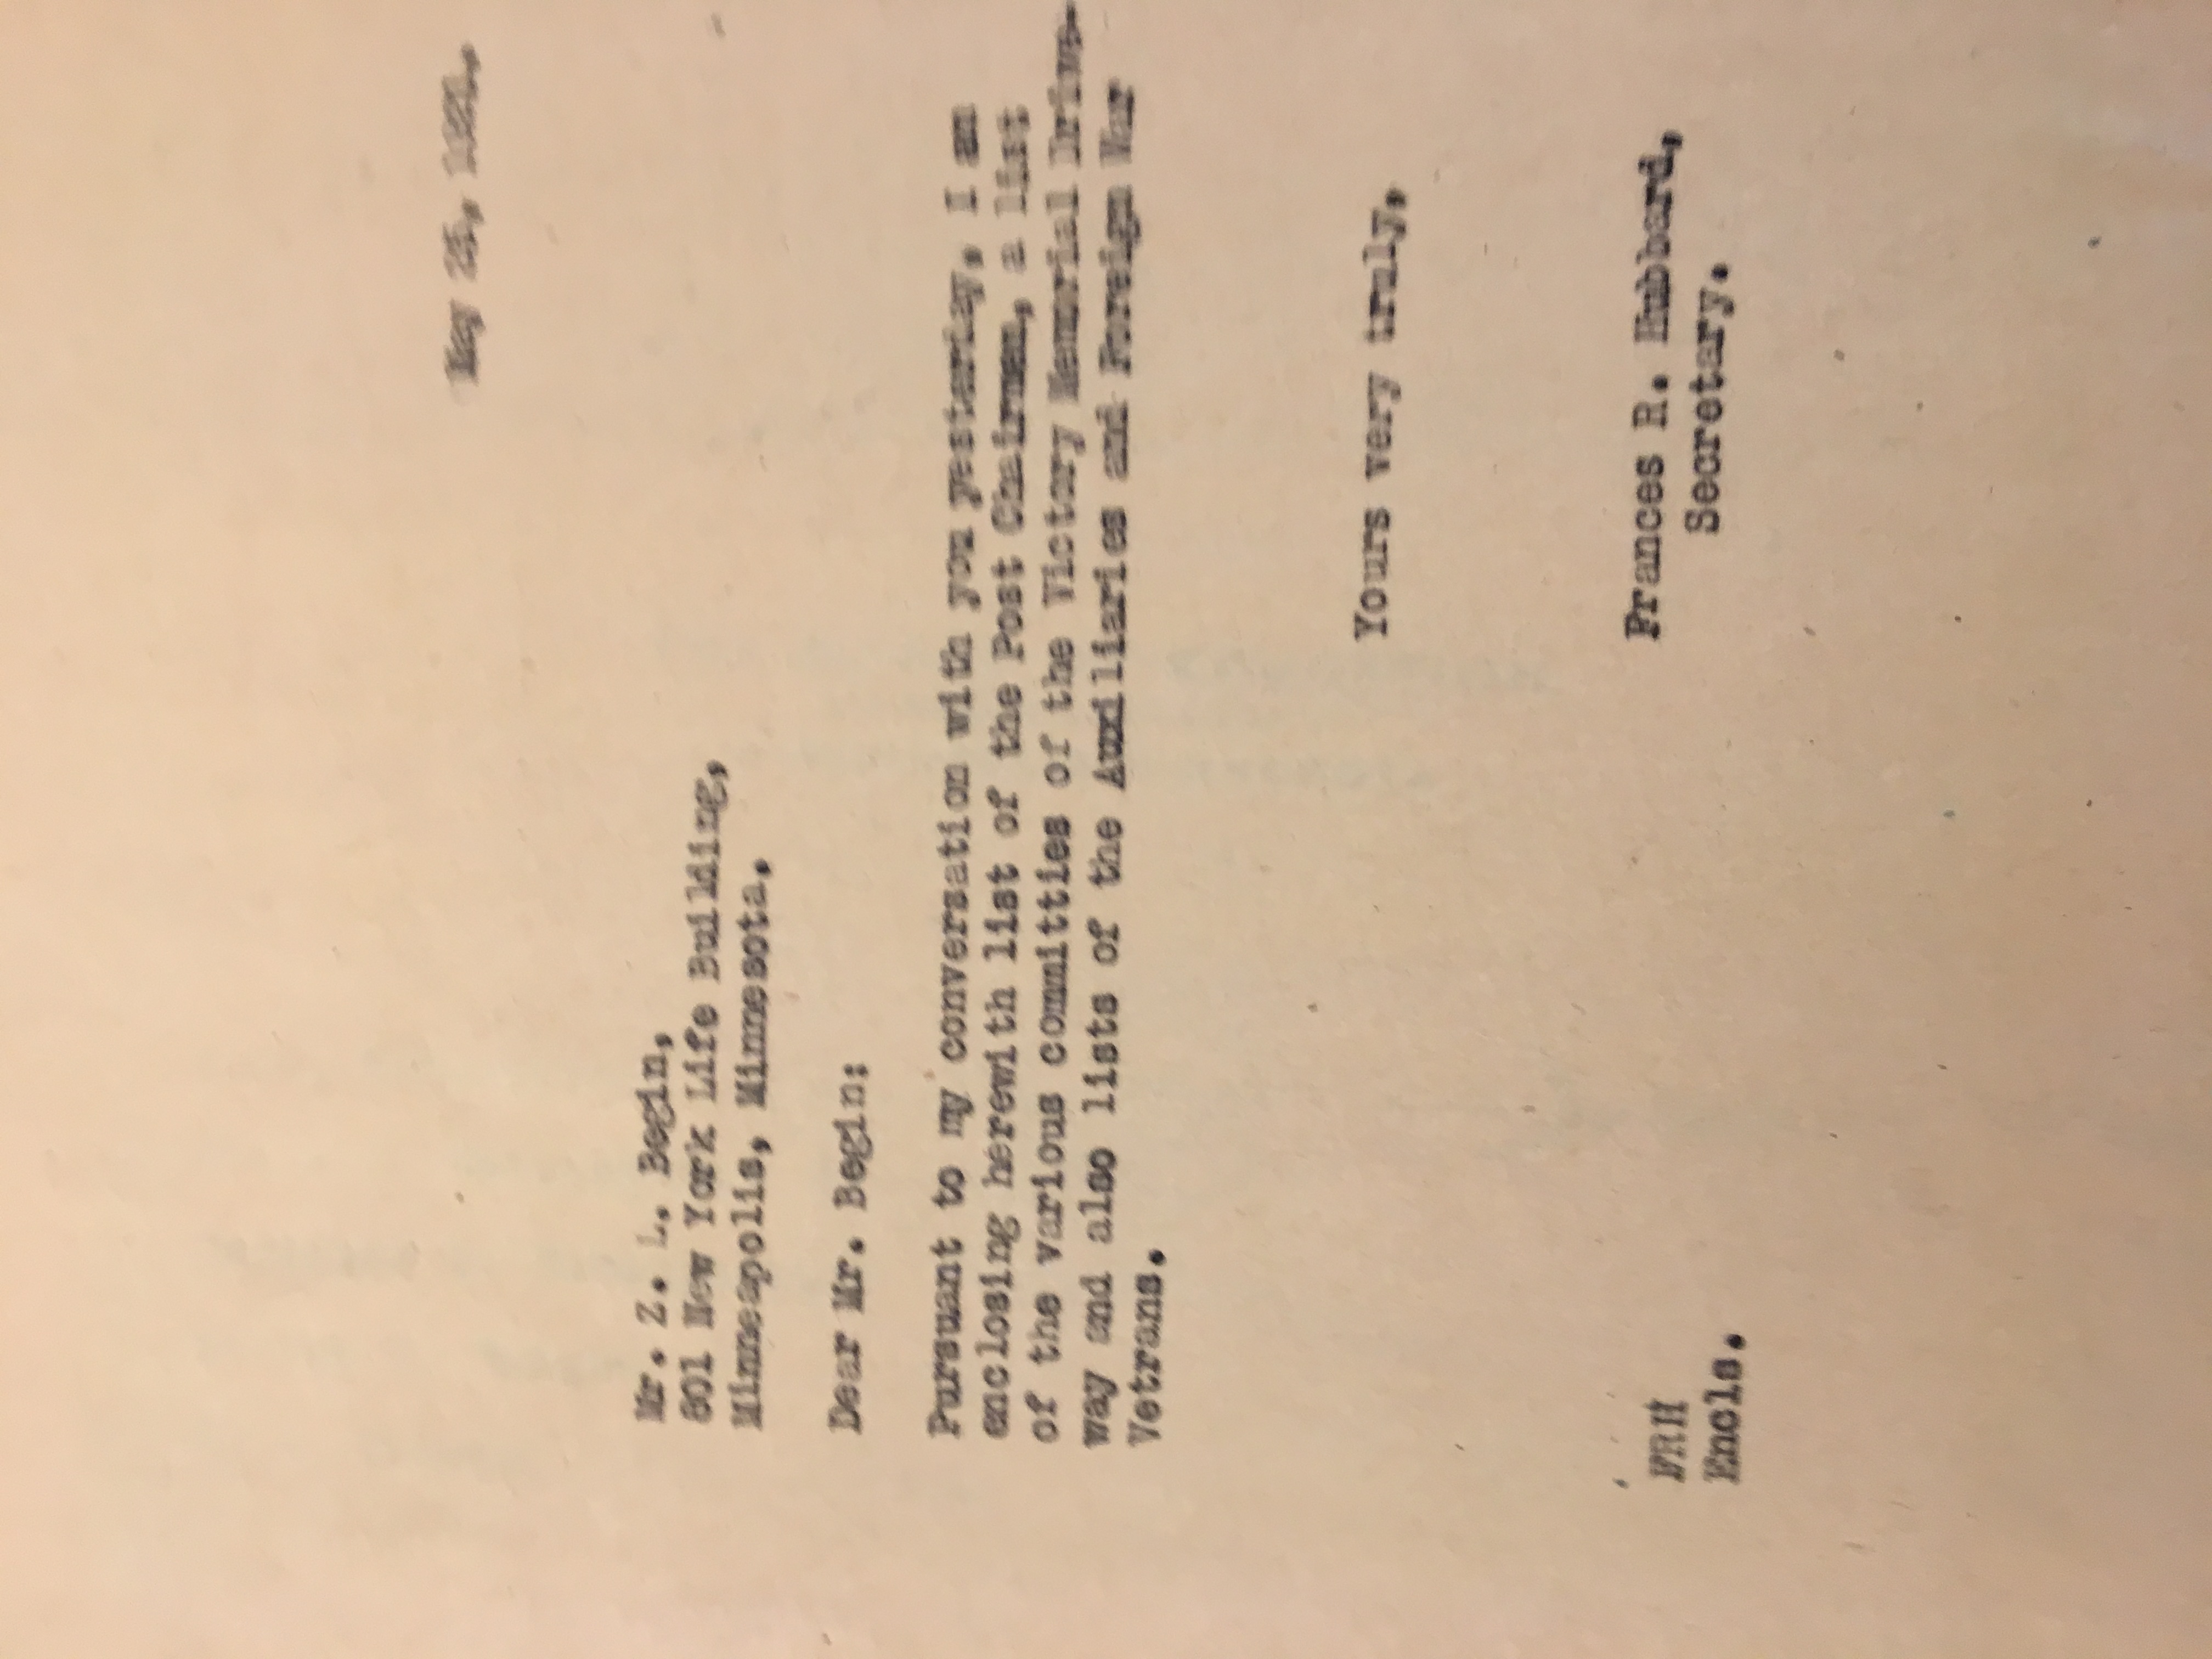 May 25, 1921.
Mr. Z. L. Begin,
801 New York Life Building,
Minneapolis, Minnesota.
Dear Mr. Begin:
Pursuant to my conversation with you yesterday, I am
enclosing herewith list of the Post Chairmen, a list
of the various committies of the Victory Memorial Drive-
way and also lists of the Auxiliaries and Foreign War
Vetrans.
Yours very truly,
Frances R. Hubbard,
Secretary.
FRH
Encls.